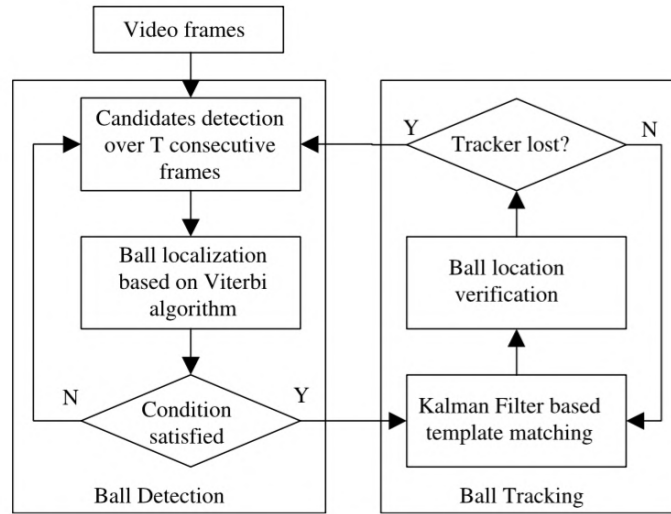 Video frames
Candidates detection
over T consecutive
frames
Ball localization
based on Viterbi
algorithm
N
Condition
satisfied
Y
Ball Detection
Y
Tracker lost?
N
Ball location
verification
Kalman Filter based
template matching
Ball Tracking